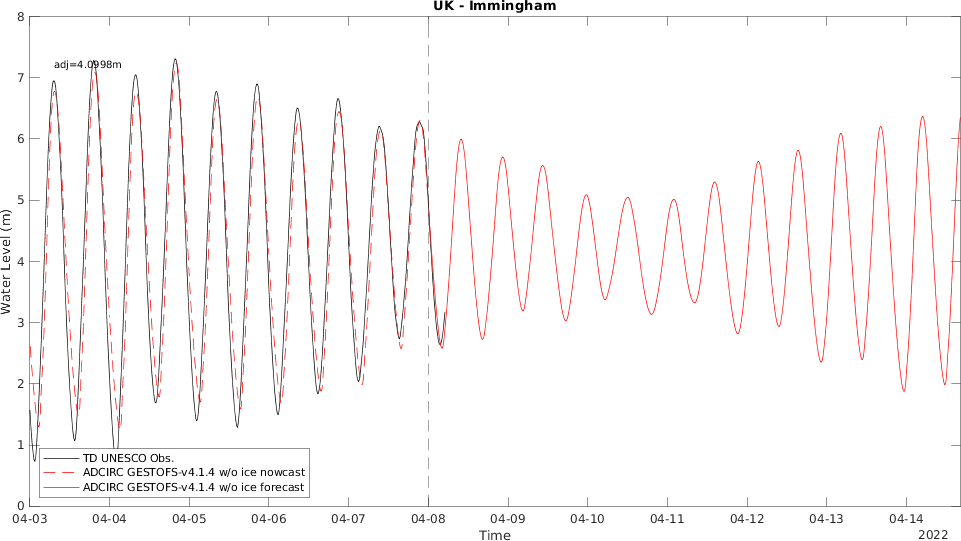 UK - Immingham
8
7
6
5
4
3
2
1
0
Water Level (m)
adj=4.0998m
TD UNESCO Obs.
ADCIRC GESTOFS-v4.1.4 w/o ice nowcast
ADCIRC GESTOFS-v4.1.4 w/o ice forecast
04-03 04-04 04-05 04-06 04-07 04-08 04-09 04-10 04-11 04-12 04-13 04-14
Time
2022